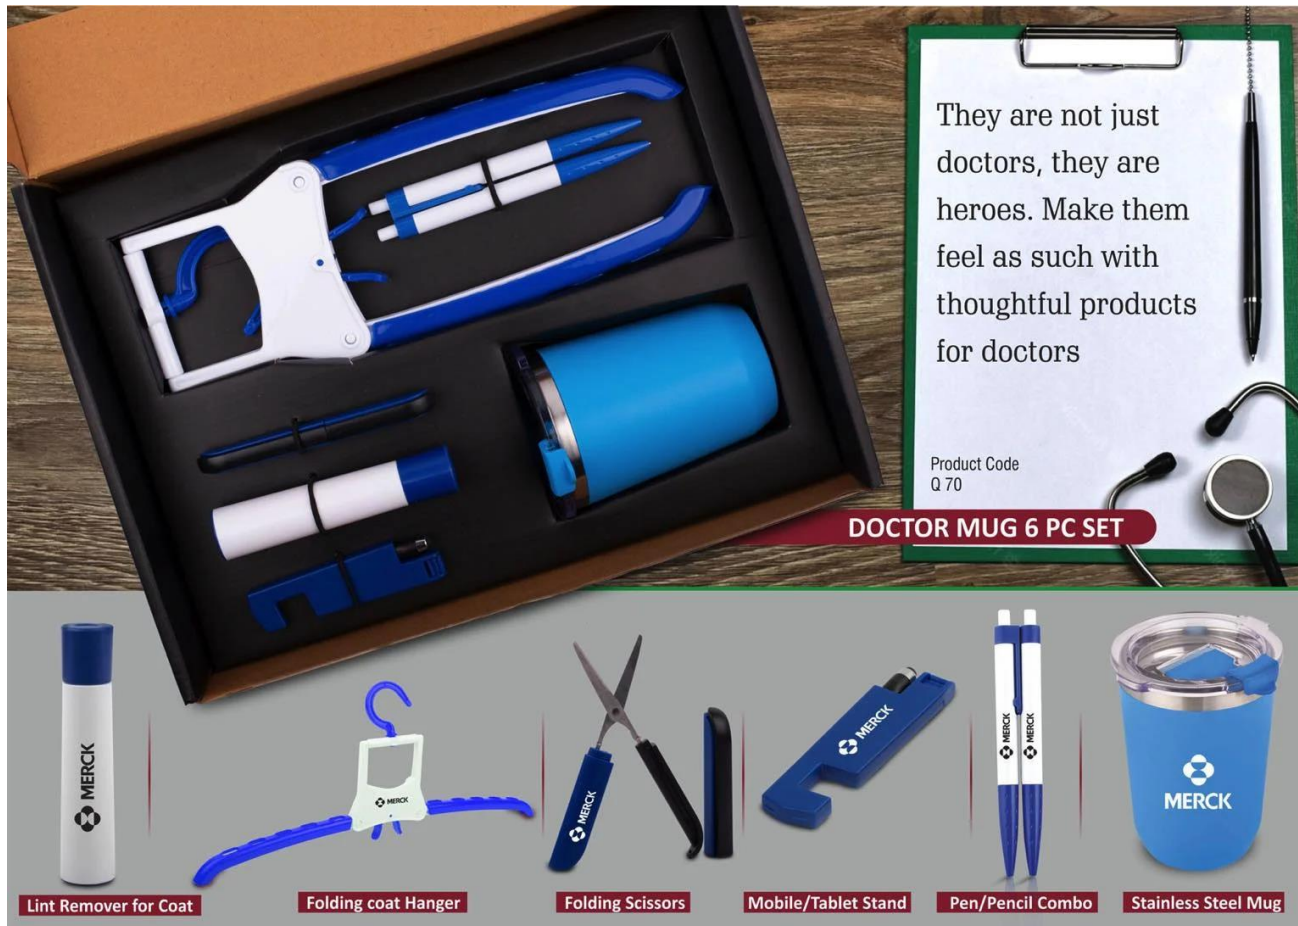 They are not just
doctors, they are
heroes. Make them
feel as such with
thoughtful products
for doctors
Product Code
Q 70
DOCTOR MUG 6 PC SET
MERCK
MERCK
MERCK
MERCK
MERCK
MERCK
MERCK
Lint Remover for Coat
Folding coat Hanger
Folding Scissors
Mobile/Tablet Stand
Pen/Pencil Combo
Stainless Steel Mug